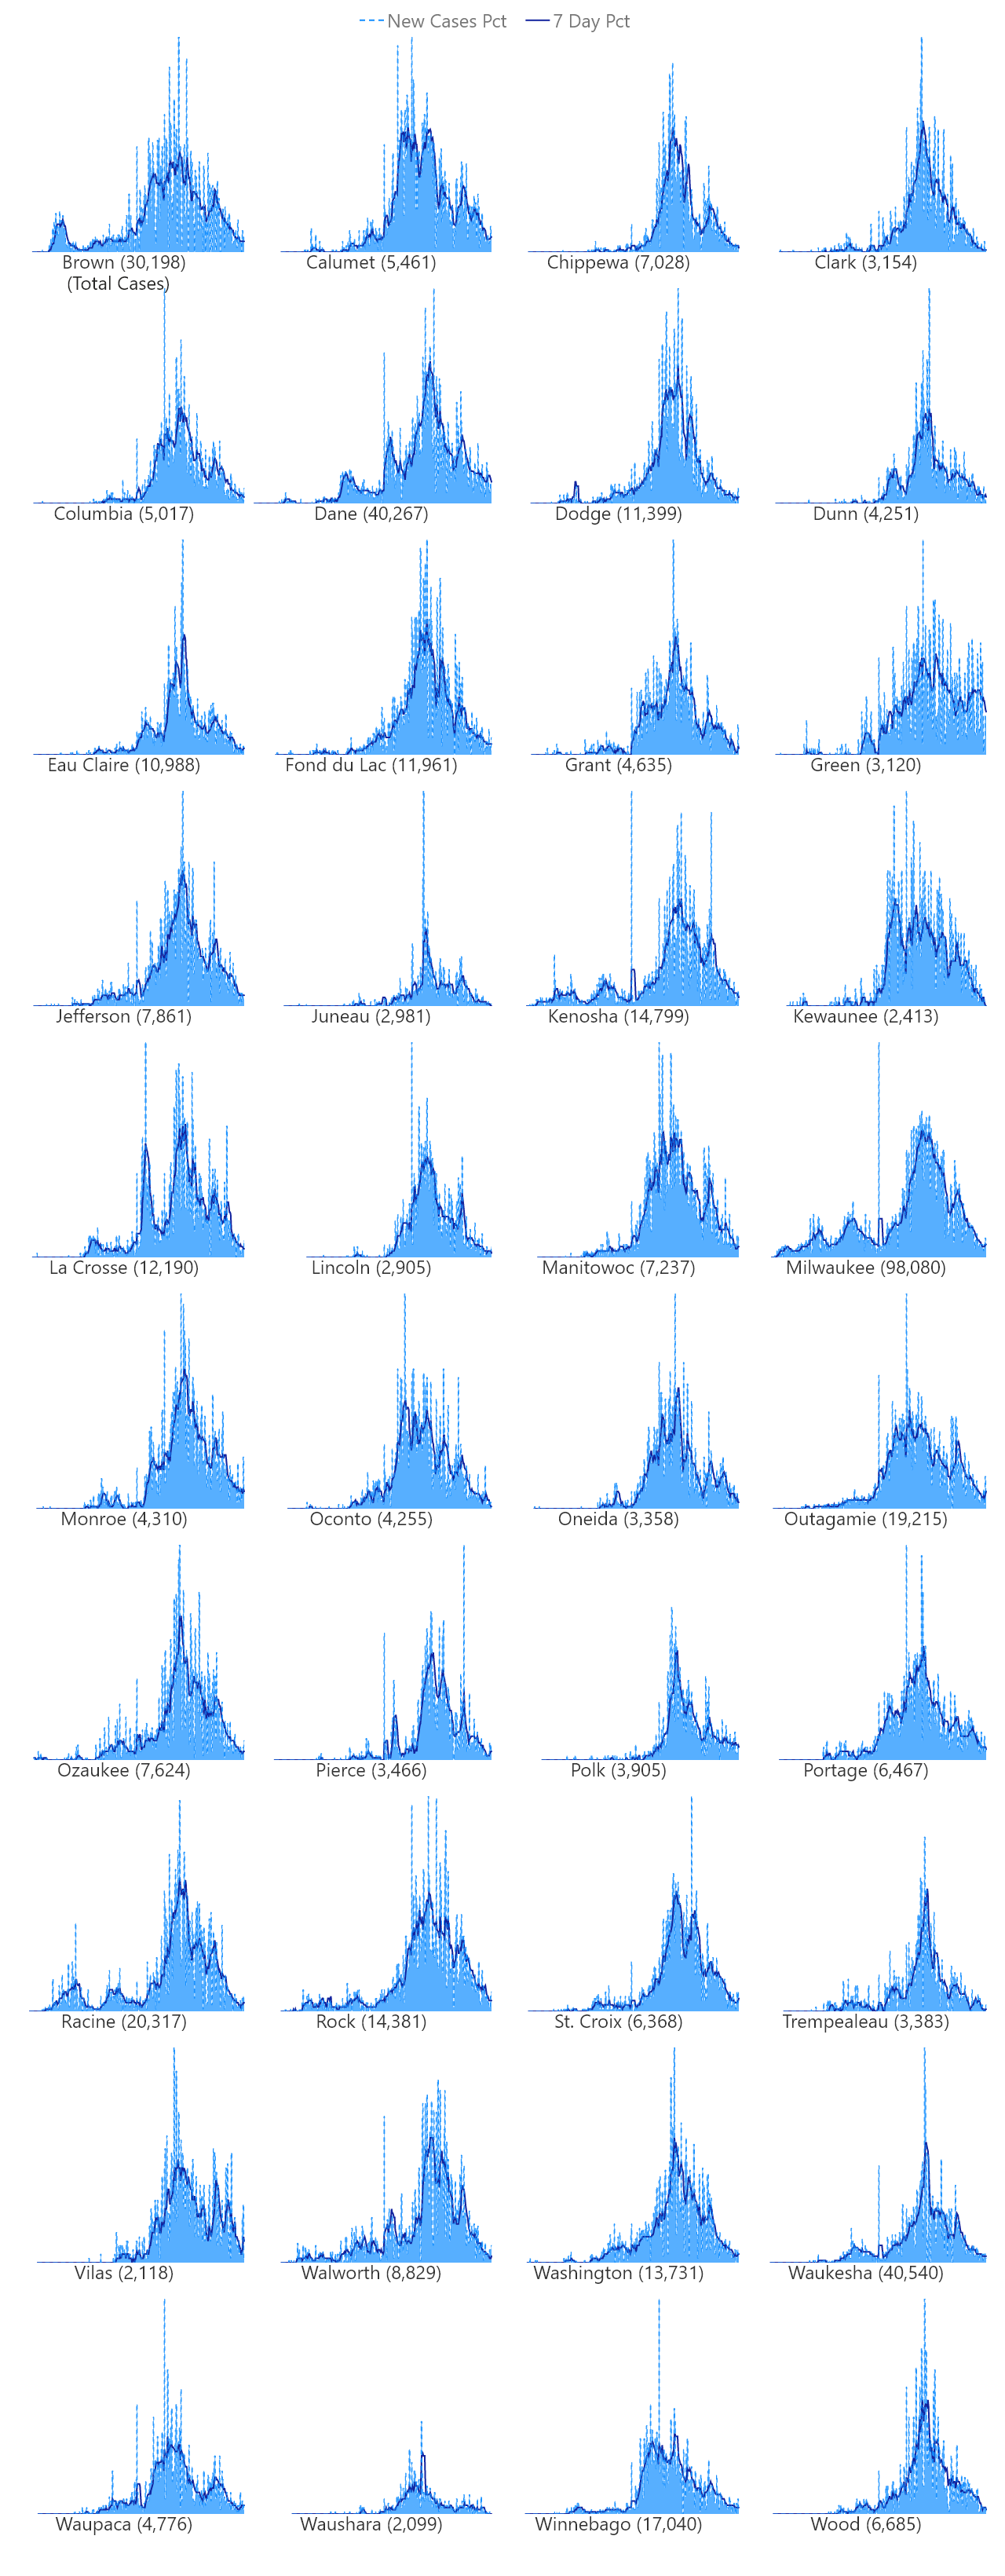 New Cases Pct 7 Day Pct
Brown (30,198) Calumet (5,461) Chippewa (7,028) Clark (3,154)
(Total Cases)
Columbia (5,017) Dane (40,267) Dodge (11,399) Dunn (4,251)
Eau Claire (10,988) Fond du Lac (11,961) Grant (4,635) Green (3,120)
Jefferson (7,861) Juneau (2,981) Kenosha (14,799) Kewaunee (2,413)
La Crosse (12,190) Lincoln (2,905) Manitowoc (7,237) Milwaukee (98,080)
Monroe (4,310) Oconto (4,255) Oneida (3,358) Outagamie (19,215)
Ozaukee (7,624) Pierce (3,466) Polk (3,905) Portage (6,467)
Racine (20,317) Rock (14,381) St. Croix (6,368) Trempealeau (3,383)
Vilas (2,118) Walworth (8,829) Washington (13,731) Waukesha (40,540)
Waupaca (4,776) Waushara (2,099) Winnebago (17,040) Wood (6,685)